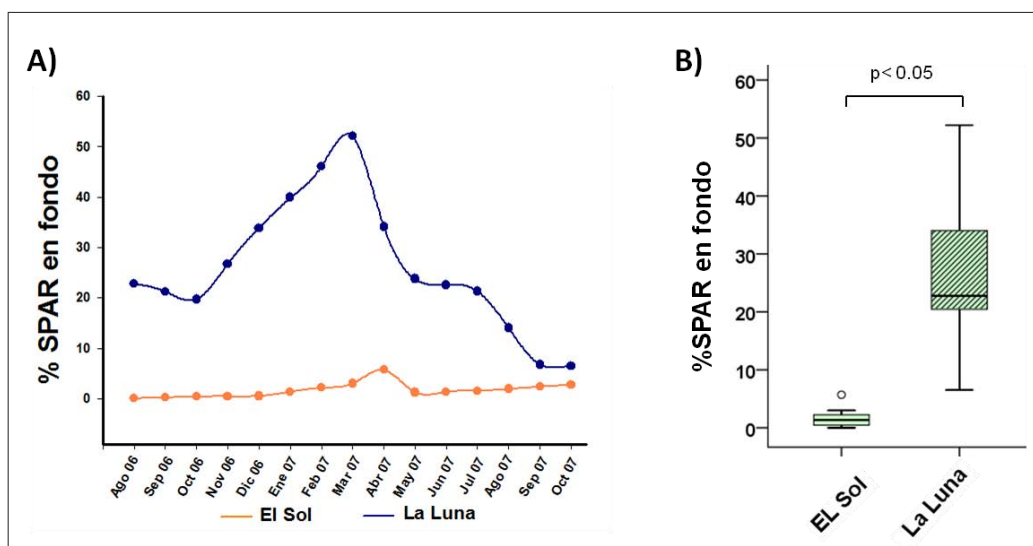 A)
% SPAR en fondo
60
50
40
30
20
10
0
Ago 06
Sep 06
Oct 06
Nov 06
Dic 06
Ene 07
Feb 07
Mar 07
Abr 07
May 07
Jun 07
Jul 07
Ago 07
Sep 07
Oct 07
El Sol
La Luna
B)
p< 0.05
%SPAR en fondo
60
50
40
30
20
10
0
EL Sol
La Luna